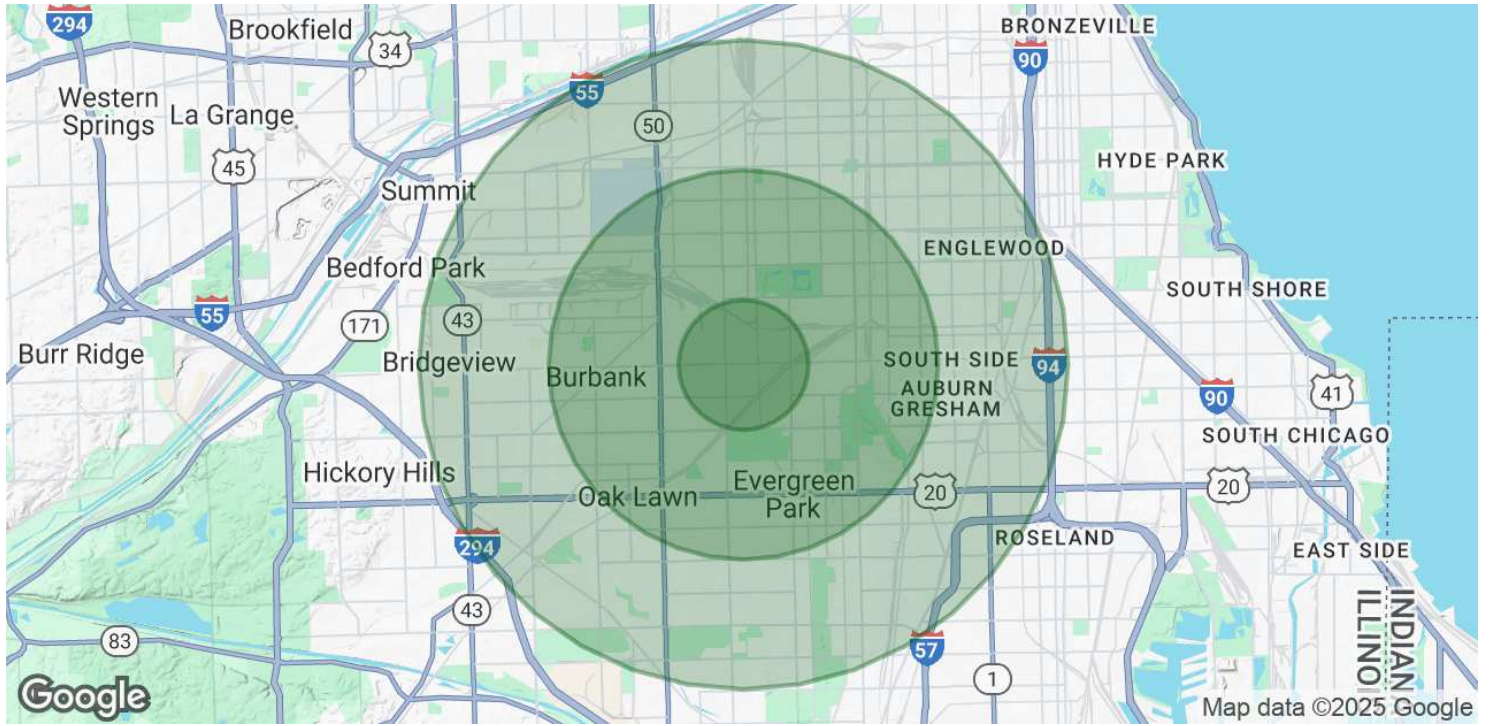 294
Brookfield
34
BRONZEVILLE
90
55
Western
Springs
La Grange
50
45
HYDE PARK
Summit
ENGLEWOOD
Bedford Park
SOUTH SHORE
55
171
43
Burr Ridge
Bridgeview
Burbank
SOUTH SIDE
94
AUBURN
GRESHAM
90
41
SOUTH CHICAGO
Hickory Hills
Oak Lawn
Evergreen
Park
20
20
294
ROSELAND
EAST SIDE
43
83
57
1
ILLINOI
INDIAN
Google
Map data ©2025 Google